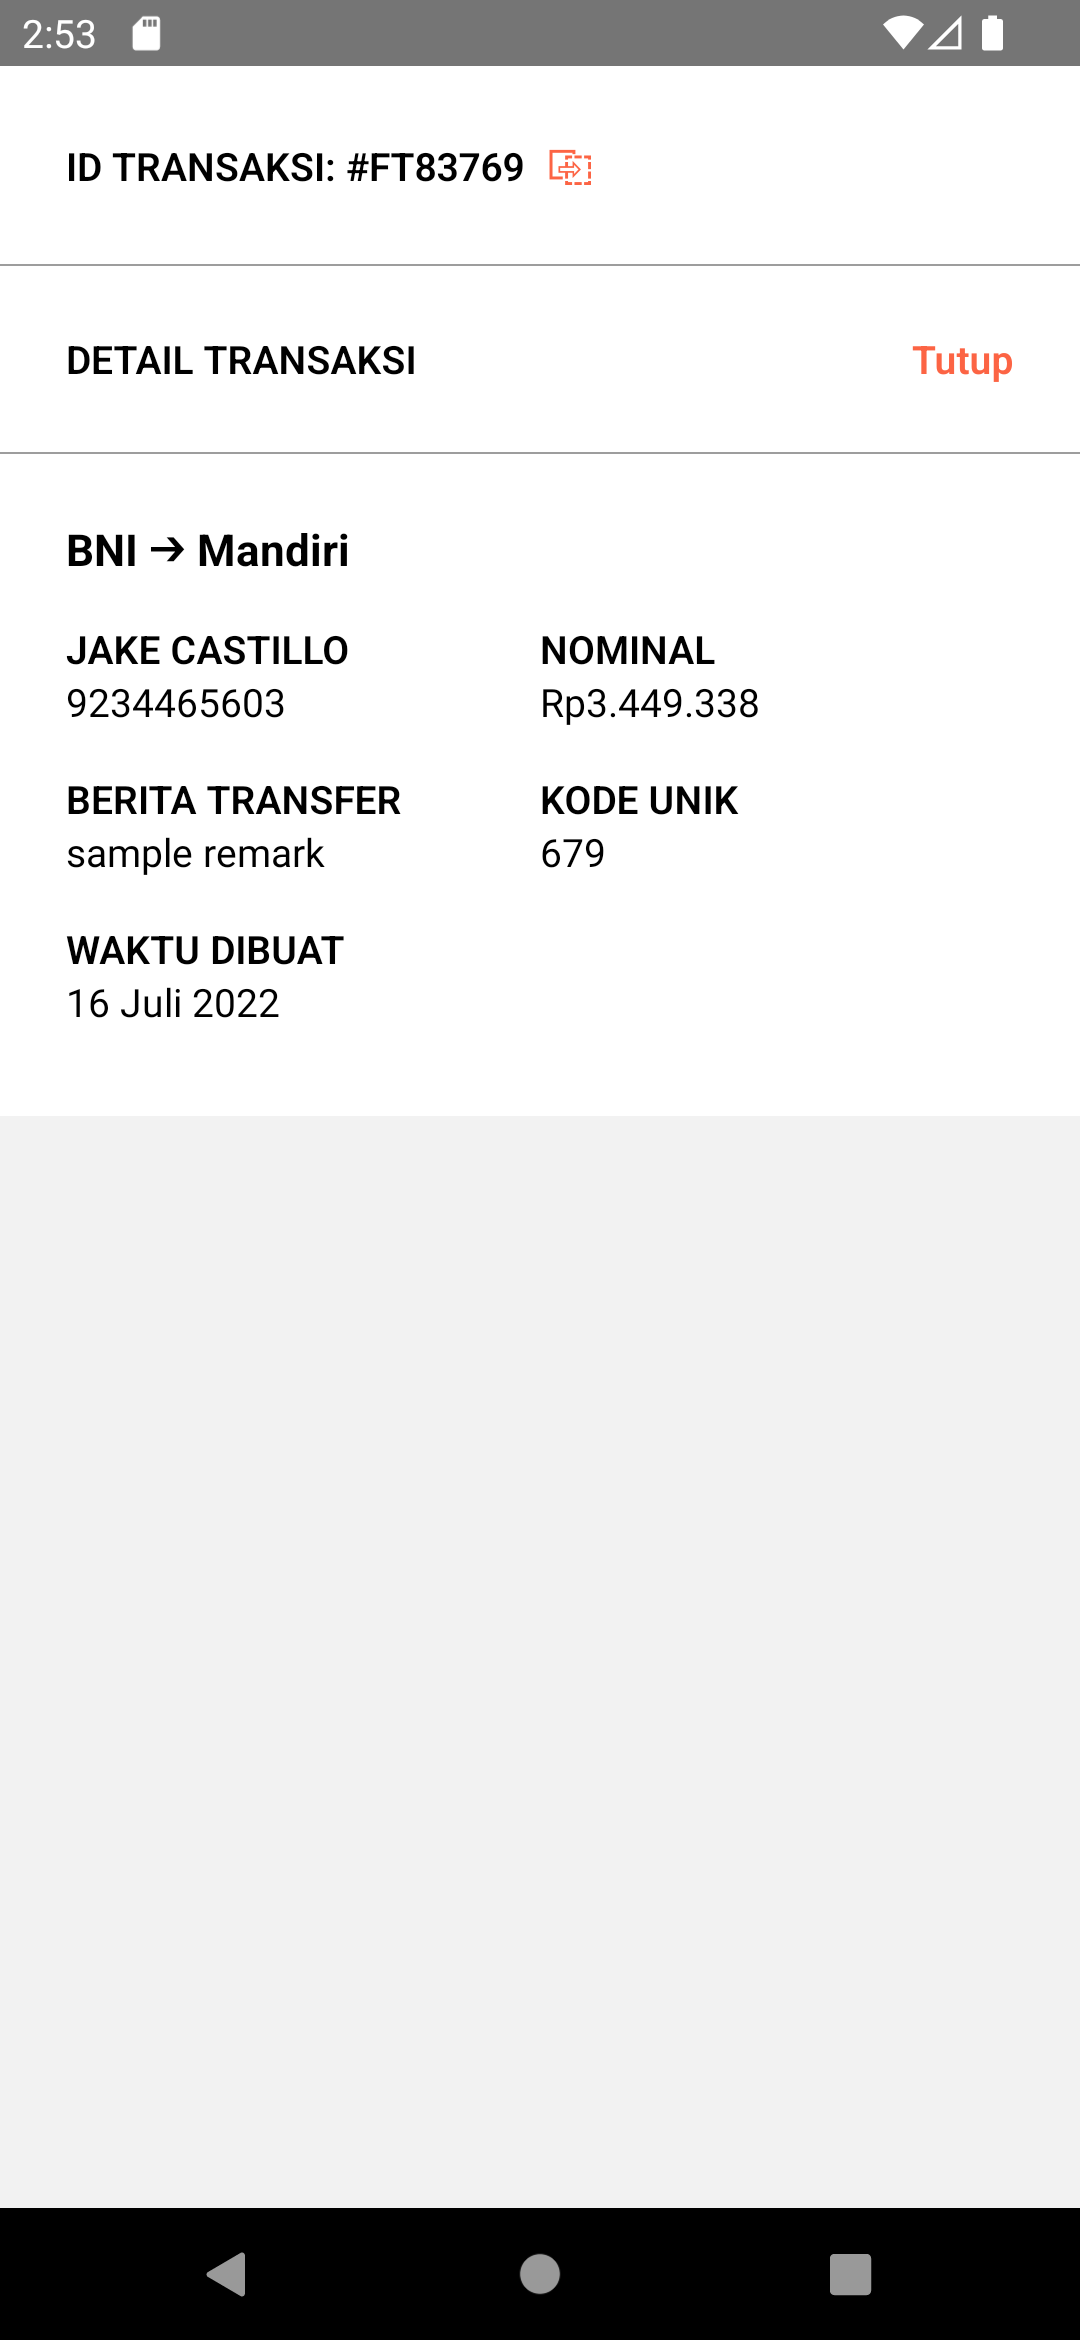 2:53
ID TRANSAKSI: #FT83769
DETAIL TRANSAKSI
Tutup
BNI → Mandiri
JAKE CASTILLO
9234465603
NOMINAL
Rp3.449.338
BERITA TRANSFER
sample remark
KODE UNIK
679
WAKTU DIBUAT
16 Juli 2022